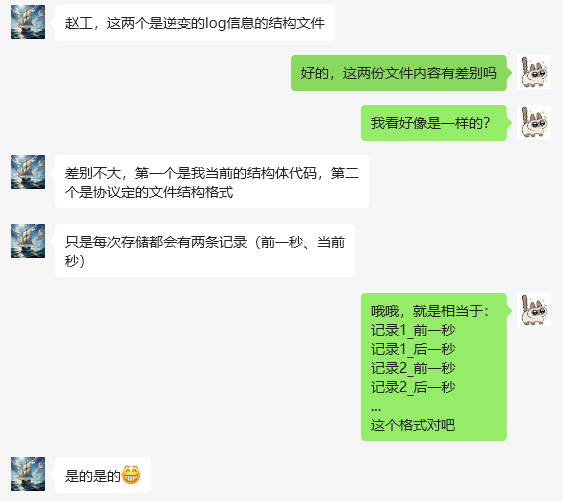 赵工，这两个是逆变的log信息的结构文件
好的，这两份文件内容有差别吗
我看好像是一样的？
差别不大，第一个是我当前的结构体代码，第二
个是协议定的文件结构格式
只是每次存储都会有两条记录（前一秒、当前
秒）
哦哦，就是相当于：
记录1_前一秒
记录1_后一秒
记录2_前一秒
记录2_后一秒
...
这个格式对吧
是的是的😁